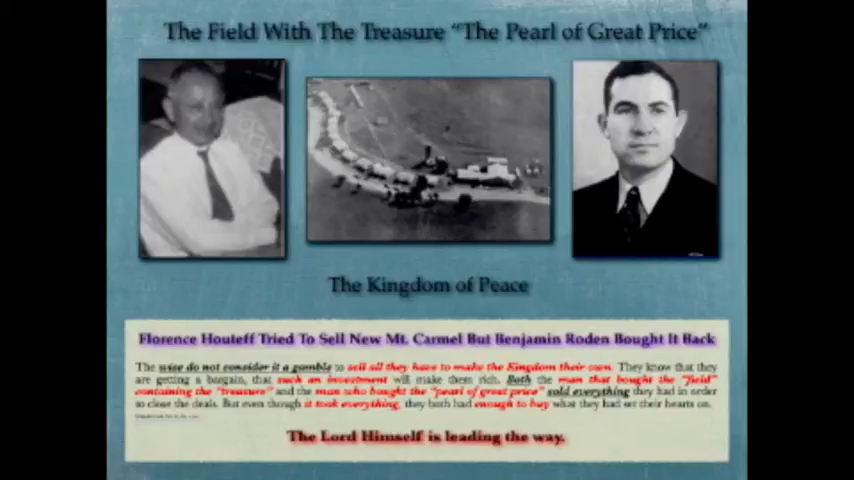 The Field With The Treasure "The Pearl of Great Price"
The Kingdom of Peace
Florence Houteff Tried To Sell New Mt. Carmel But Benjamin Roden Bought It Back
The wise do not consider it a gamble to sell all they have to make the Kingdom their own. They know that they
are getting a bargain, that such an investment will make them rich. Both the man that bought the "field"
containing the "treasure" and the man who bought the "pearl of great price" sold everything they had in order
to close the deals. But even though it took everything, they both had enough to buy what they had set their hearts on.
The Lord Himself is leading the way.